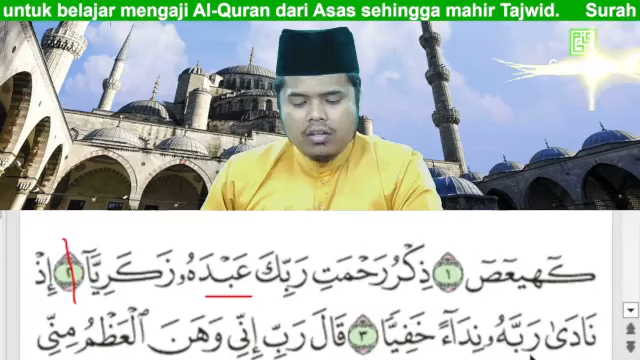 untuk belajar mengaji Al-Quran dari Asas sehingga mahir Tajwid. Surah
كٓهيعٓصٓ ١ ذِكْرُ رَحْمَتِ رَبِّكَ عَبْدَهُۥ زَكَرِيَّآ ٢ إِذْ
نَادَىٰ رَبَّهُۥ نِدَآءً خَفِيًّا ٣ قَالَ رَبِّ إِنِّى وَهَنَ ٱلْعَظْمُ مِنِّى